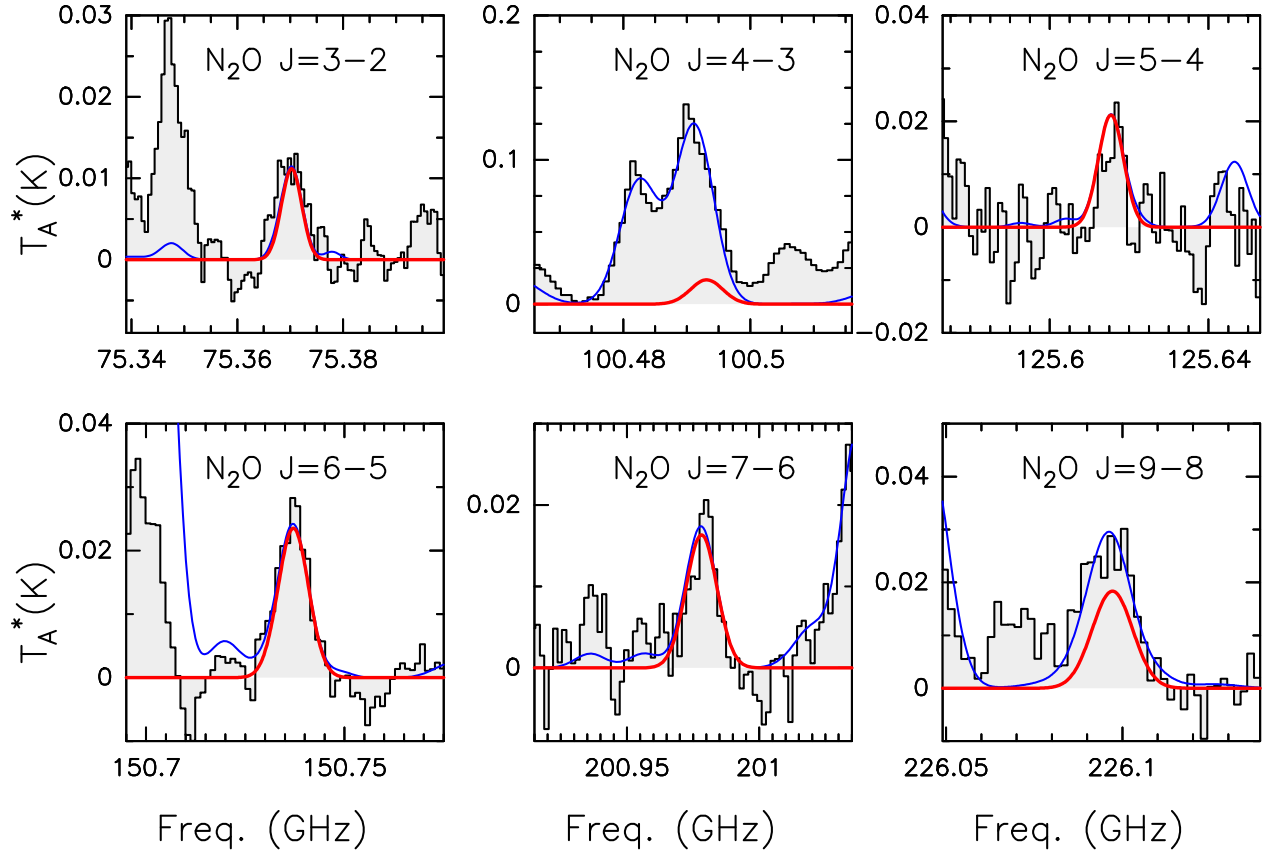 0.03
0.02
0.01
0
T_A*(K)
N₂O J=3−2
75.34 75.36 75.38
0.2
0.1
0
N₂O J=4−3
100.48 100.5
0.04
0.02
0
−0.02
N₂O J=5−4
125.6 125.64
0.04
0.02
0
T_A*(K)
N₂O J=6−5
150.7 150.75
Freq. (GHz)
0.02
0
N₂O J=7−6
200.95 201
Freq. (GHz)
0.04
0.02
0
N₂O J=9−8
226.05 226.1
Freq. (GHz)